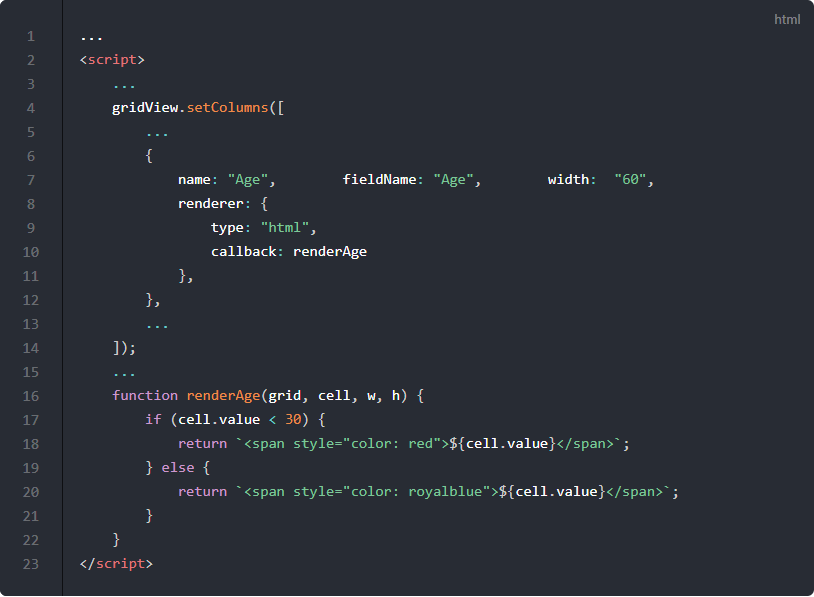 html
1 ...
2 <script>
3     ...
4     gridView.setColumns([
5         ...
6         {
7             name: "Age",        fieldName: "Age",        width:  "60",
8             renderer: {
9                 type: "html",
10                 callback: renderAge
11             },
12         },
13         ...
14     ]);
15     ...
16     function renderAge(grid, cell, w, h) {
17         if (cell.value < 30) {
18             return `<span style="color: red">${cell.value}</span>`;
19         } else {
20             return `<span style="color: royalblue">${cell.value}</span>`;
21         }
22     }
23 </script>